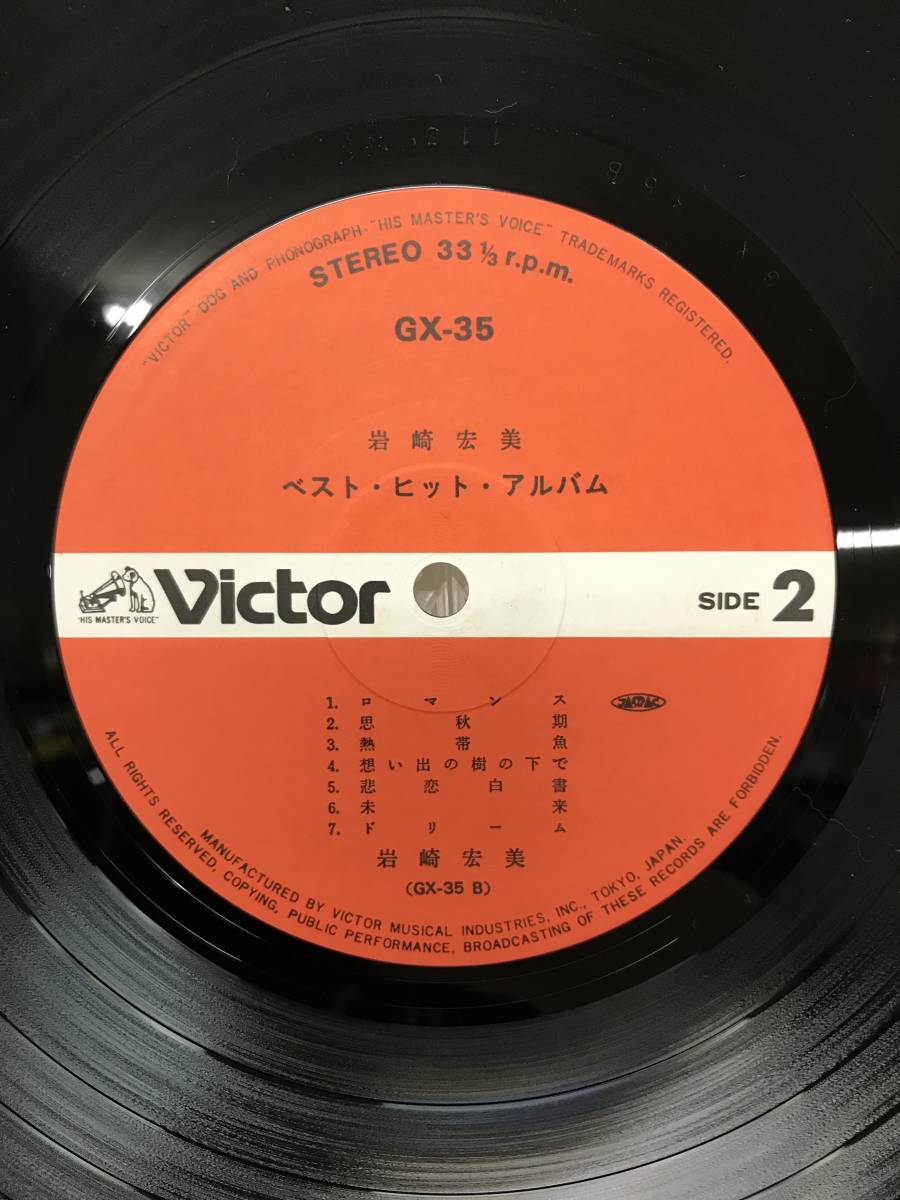 "VICTOR" DOG AND PHONOGRAPH-"HIS MASTER'S VOICE" TRADEMARKS REGISTERED.
STEREO 33 1/3 r.p.m.
GX-35
岩崎宏美
ベスト・ヒット・アルバム
"HIS MASTER'S VOICE"
Victor
SIDE 2
1. ロマンス
JASRAC
2. 思秋期
3. 熱帯魚
4. 想い出の樹の下で
5. 悲恋白書
6. 未来
7. ドリーム
岩崎宏美
(GX-35 B)
MANUFACTURED BY VICTOR MUSICAL INDUSTRIES, INC., TOKYO, JAPAN.
ALL RIGHTS RESERVED, COPYING, PUBLIC PERFORMANCE, BROADCASTING OF THESE RECORDS ARE FORBIDDEN.